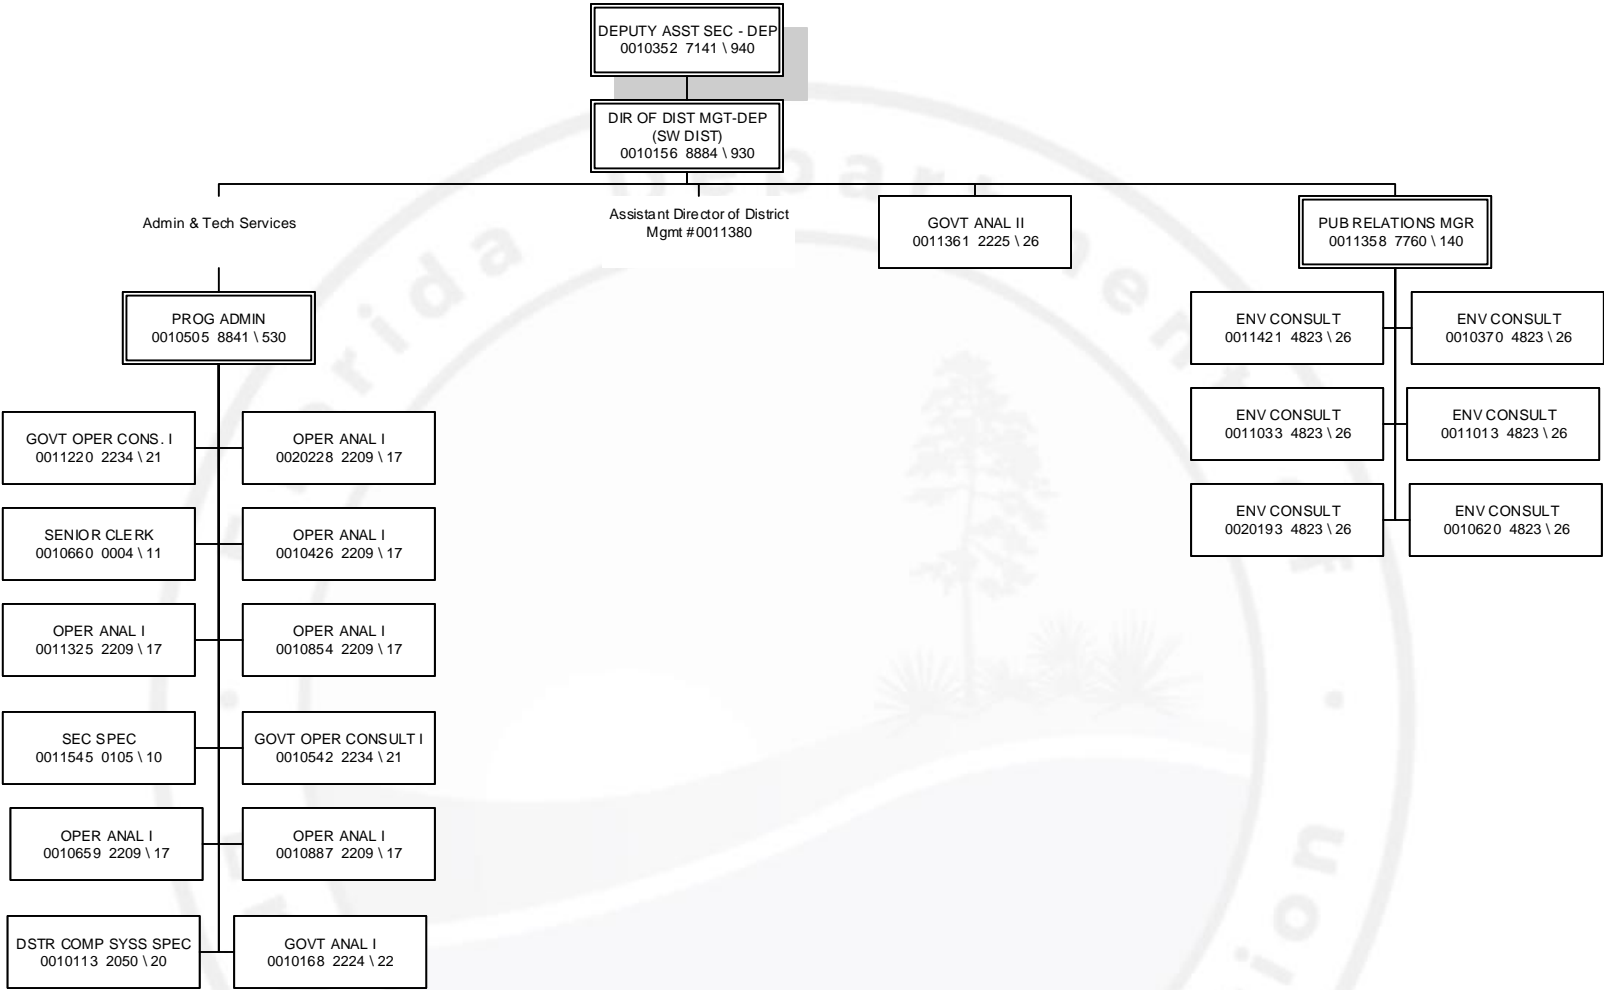 DEPUTY ASST SEC - DEP
0010352 7141 \ 940
DIR OF DIST MGT-DEP
(SW DIST)
0010156 8884 \ 930
Admin & Tech Services
Assistant Director of District
Mgmt #0011380
GOVT ANAL II
0011361 2225 \ 26
PUB RELATIONS MGR
0011358 7760 \ 140
PROG ADMIN
0010505 8841 \ 530
ENV CONSULT
0011421 4823 \ 26
ENV CONSULT
0010370 4823 \ 26
ENV CONSULT
0011033 4823 \ 26
ENV CONSULT
0011013 4823 \ 26
ENV CONSULT
0020193 4823 \ 26
ENV CONSULT
0010620 4823 \ 26
GOVT OPER CONS. I
0011220 2234 \ 21
OPER ANAL I
0020228 2209 \ 17
SENIOR CLERK
0010660 0004 \ 11
OPER ANAL I
0010426 2209 \ 17
OPER ANAL I
0011325 2209 \ 17
OPER ANAL I
0010854 2209 \ 17
SEC SPEC
0011545 0105 \ 10
GOVT OPER CONSULT I
0010542 2234 \ 21
OPER ANAL I
0010659 2209 \ 17
OPER ANAL I
0010887 2209 \ 17
DSTR COMP SYSS SPEC
0010113 2050 \ 20
GOVT ANAL I
0010168 2224 \ 22